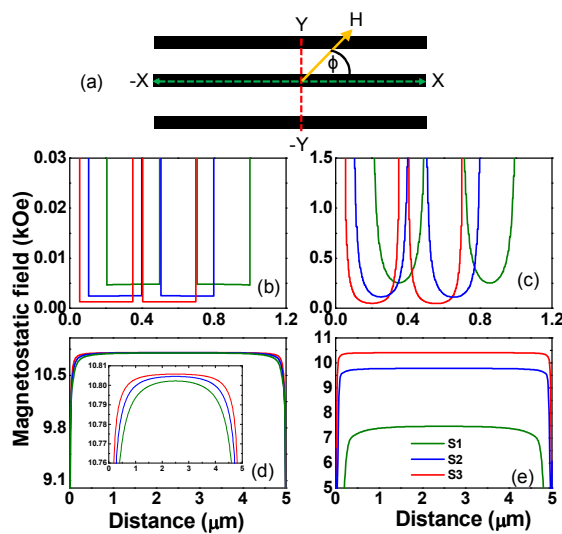 Y
H
(a)
-X
ϕ
X
-Y
Magnetostatic field (kOe)
0.03
0.02
0.01
0.00
(b)
0.0 0.4 0.8 1.2
1.5
1.0
0.5
0.0
(c)
0.0 0.4 0.8 1.2
10.5
9.8
9.1
10.81
10.80
10.79
10.78
10.77
10.76
0 1 2 3 4 5
(d)
0 1 2 3 4 5
Distance (μm)
11
10
9
8
7
6
5
S1
S2
S3
(e)
0 1 2 3 4 5
Distance (μm)